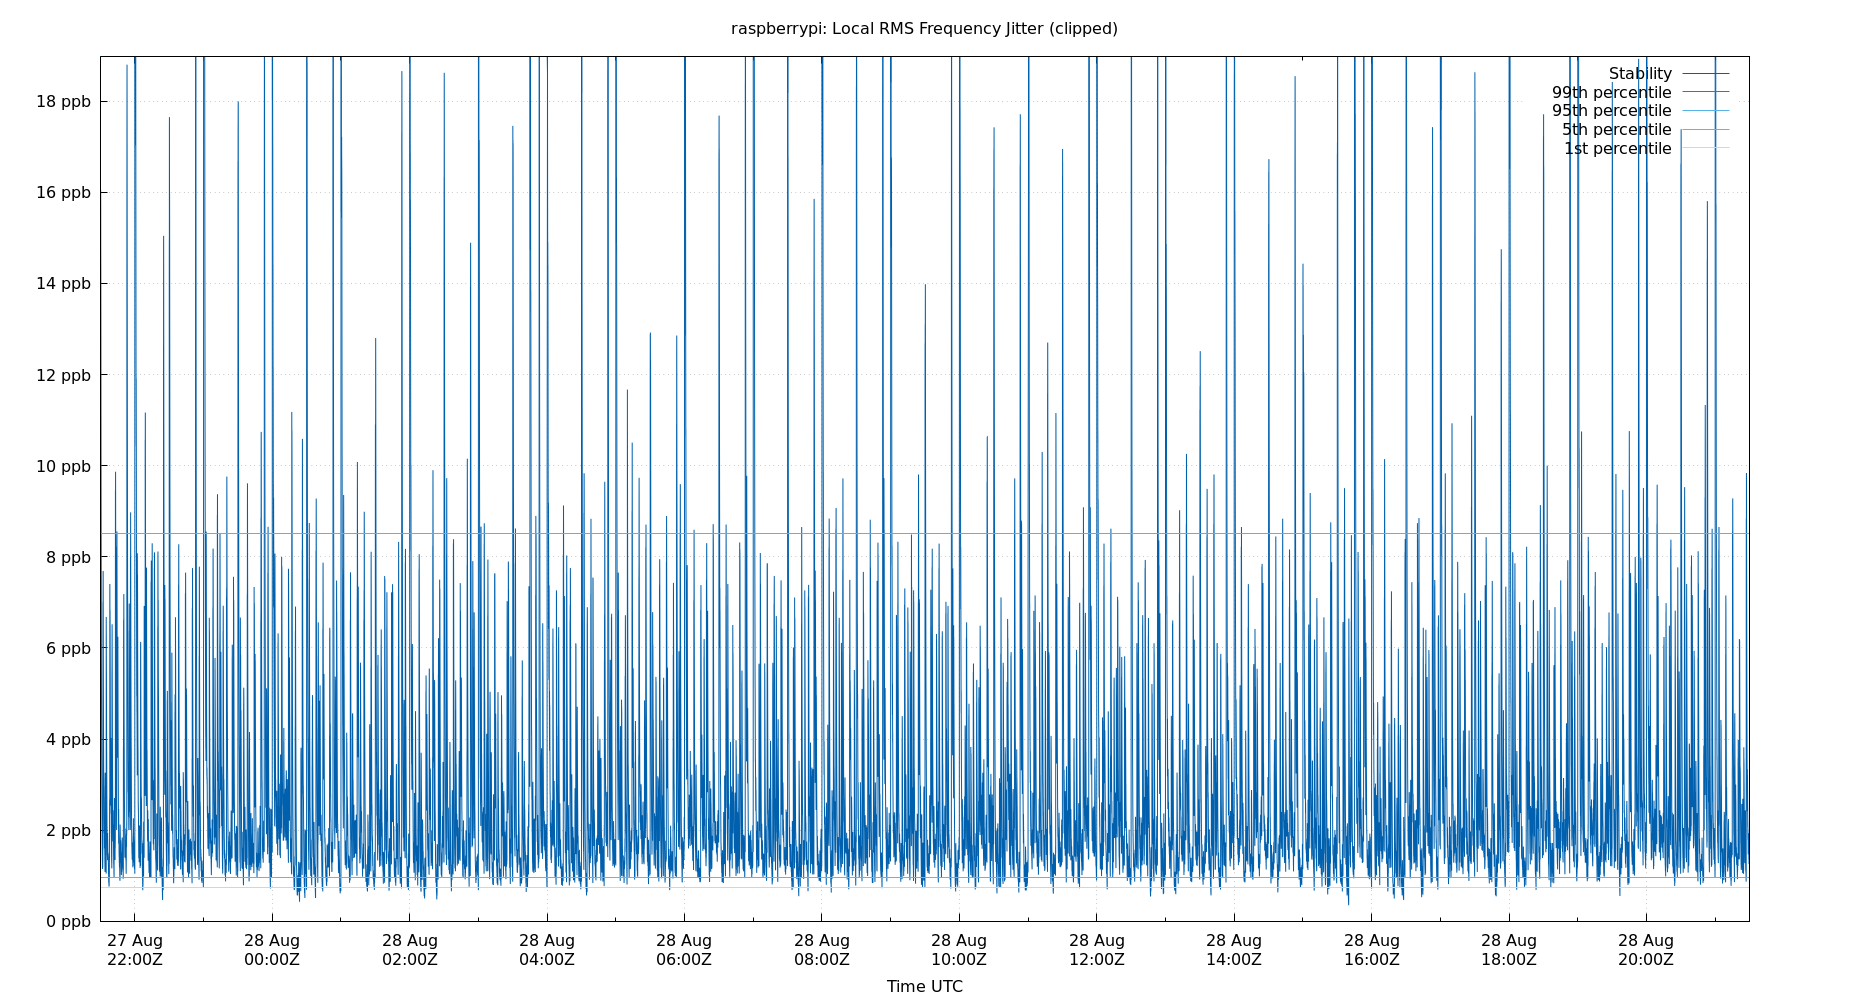 raspberrypi: Local RMS Frequency Jitter (clipped)
Stability
99th percentile
95th percentile
5th percentile
1st percentile
18 ppb
16 ppb
14 ppb
12 ppb
10 ppb
8 ppb
6 ppb
4 ppb
2 ppb
0 ppb
27 Aug 28 Aug 28 Aug 28 Aug 28 Aug 28 Aug 28 Aug 28 Aug 28 Aug 28 Aug 28 Aug 28 Aug
22:00Z 00:00Z 02:00Z 04:00Z 06:00Z 08:00Z 10:00Z 12:00Z 14:00Z 16:00Z 18:00Z 20:00Z
Time UTC